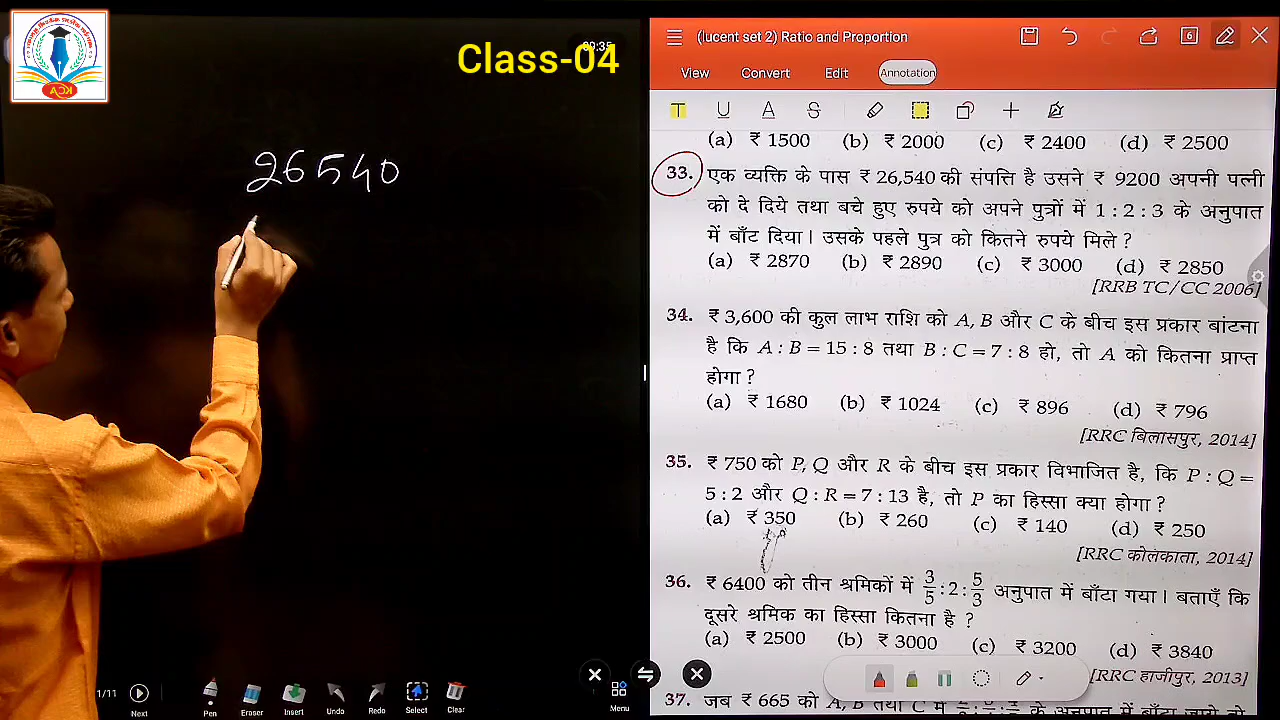 Class-04
26540
1/11
Next
Pen
Eraser
Insert
Undo
Redo
Select
Clear
Menu
(lucent set 2) Ratio and Proportion
6
View Convert Edit Annotation
T U A S
(a) ₹ 1500 (b) ₹ 2000 (c) ₹ 2400 (d) ₹ 2500
33. एक व्यक्ति के पास ₹ 26,540 की संपत्ति है उसने ₹ 9200 अपनी पत्नी
को दे दिये तथा बचे हुए रुपये को अपने पुत्रों में 1 : 2 : 3 के अनुपात
में बाँट दिया। उसके पहले पुत्र को कितने रुपये मिले ?
(a) ₹ 2870 (b) ₹ 2890 (c) ₹ 3000 (d) ₹ 2850
[RRB TC/CC 2006]
34. ₹ 3,600 की कुल लाभ राशि को A, B और C के बीच इस प्रकार बांटना
है कि A : B = 15 : 8 तथा B : C = 7 : 8 हो, तो A को कितना प्राप्त
होगा ?
(a) ₹ 1680 (b) ₹ 1024 (c) ₹ 896 (d) ₹ 796
[RRC बिलासपुर, 2014]
35. ₹ 750 को P, Q और R के बीच इस प्रकार विभाजित है, कि P : Q =
5 : 2 और Q : R = 7 : 13 है, तो P का हिस्सा क्या होगा ?
(a) ₹ 350 (b) ₹ 260 (c) ₹ 140 (d) ₹ 250
[RRC कोलकाता, 2014]
36. ₹ 6400 को तीन श्रमिकों में 3/5 : 2 : 5/3 अनुपात में बाँटा गया। बताएँ कि
दूसरे श्रमिक का हिस्सा कितना है ?
(a) ₹ 2500 (b) ₹ 3000 (c) ₹ 3200 (d) ₹ 3840
[RRC हाजीपुर, 2013]
37. जब ₹ 665 को A, B तथा C में